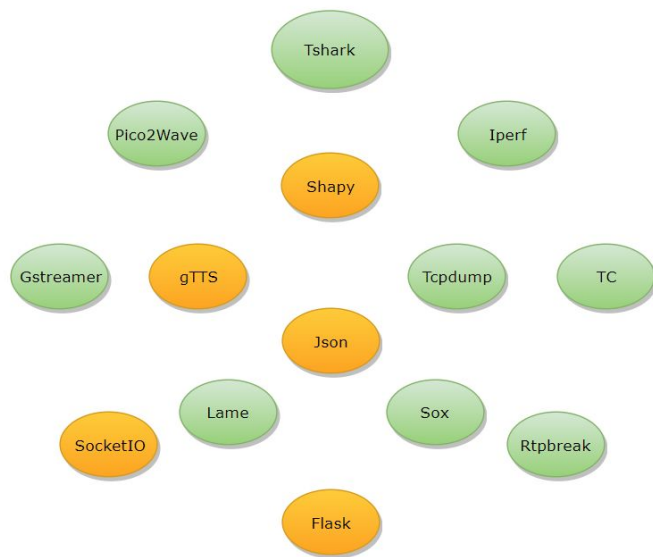 Tshark
Pico2Wave
Iperf
Shapy
Gstreamer
gTTS
Tcpdump
TC
Json
Lame
Sox
SocketIO
Rtpbreak
Flask